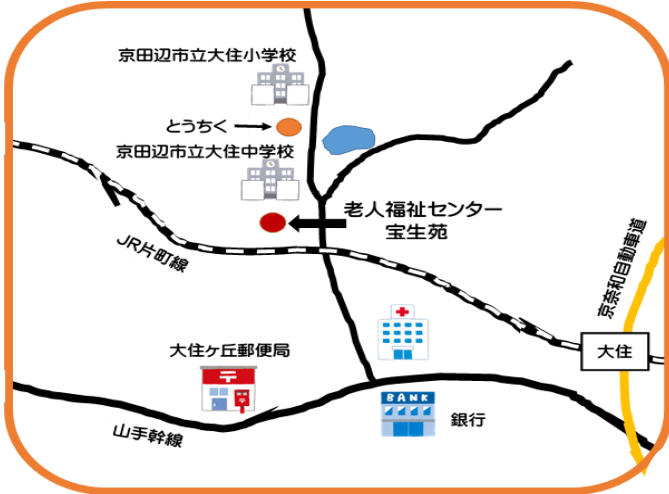 京田辺市立大住小学校
とうちく
京田辺市立大住中学校
老人福祉センター
宝生苑
JR片町線
京奈和自動車道
大住
大住ヶ丘郵便局
BANK
銀行
山手幹線